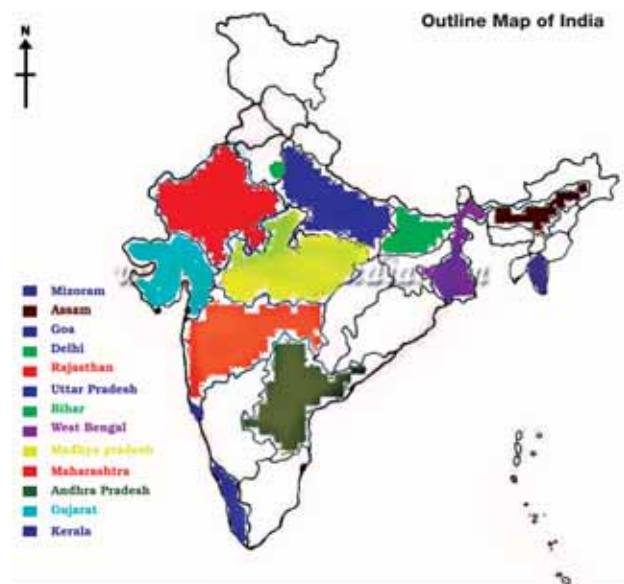 Outline Map of India
N
Mizoram
Assam
Goa
Delhi
Rajasthan
Uttar Pradesh
Bihar
West Bengal
Madhya pradesh
Maharashtra
Andhra Pradesh
Gujarat
Kerala